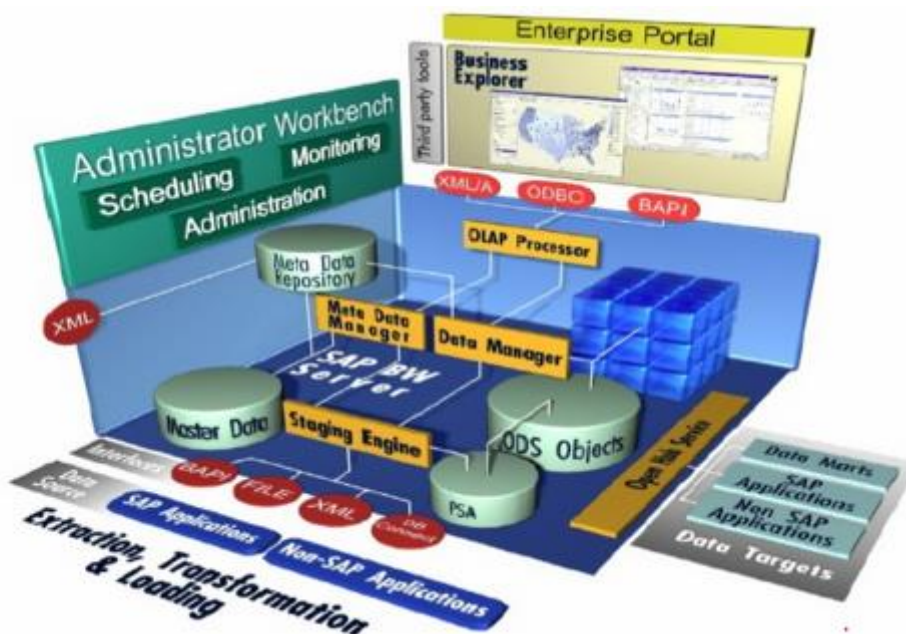 Enterprise Portal
Third party tools
Business
Explorer
Administrator Workbench
Scheduling
Monitoring
Administration
XML/A
ODBO
BAPI
OLAP Processor
Meta Data
Repository
XML
Meta Data
Manager
Data Manager
SAP BW
Server
Master Data
Staging Engine
ODS Objects
PSA
Open Hub Service
Interfaces
BAPI
FILE
XML
DB
Connect
Data
Source
SAP Applications
Non-SAP Applications
Extraction, Transformation
& Loading
Data Marts
SAP
Applications
Non SAP
Applications
Data Targets